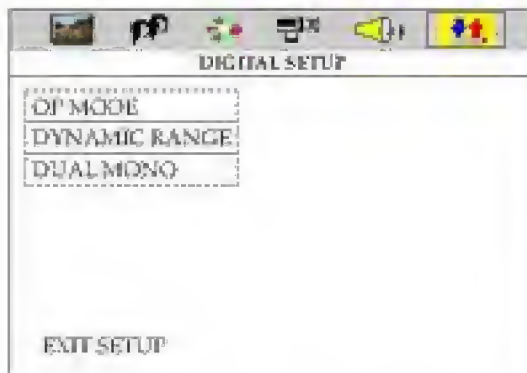 DIGITAL SETUP
OP MODE
DYNAMIC RANGE
DUAL MONO
EXIT SETUP